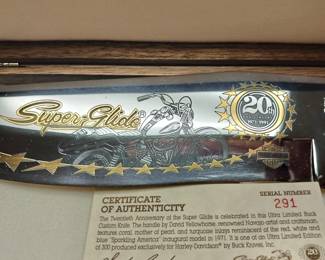 Super Glide
20th
1971-1991
CERTIFICATE
OF AUTHENTICITY
SERIAL NUMBER
291
The Twentieth Anniversary of the Super Glide is celebrated in this Ultra Limited Buck
Custom Knife. The handle by David Yellowhorse, renowned Navajo artist and craftsman,
features coral, mother of pearl, and turquoise inlays reminiscent of the red, white and
blue "Sparkling America" inaugural model in 1971. It is one of an Ultra Limited Edition
of 300 produced exclusively for Harley-Davidson® by Buck Knives, Inc.